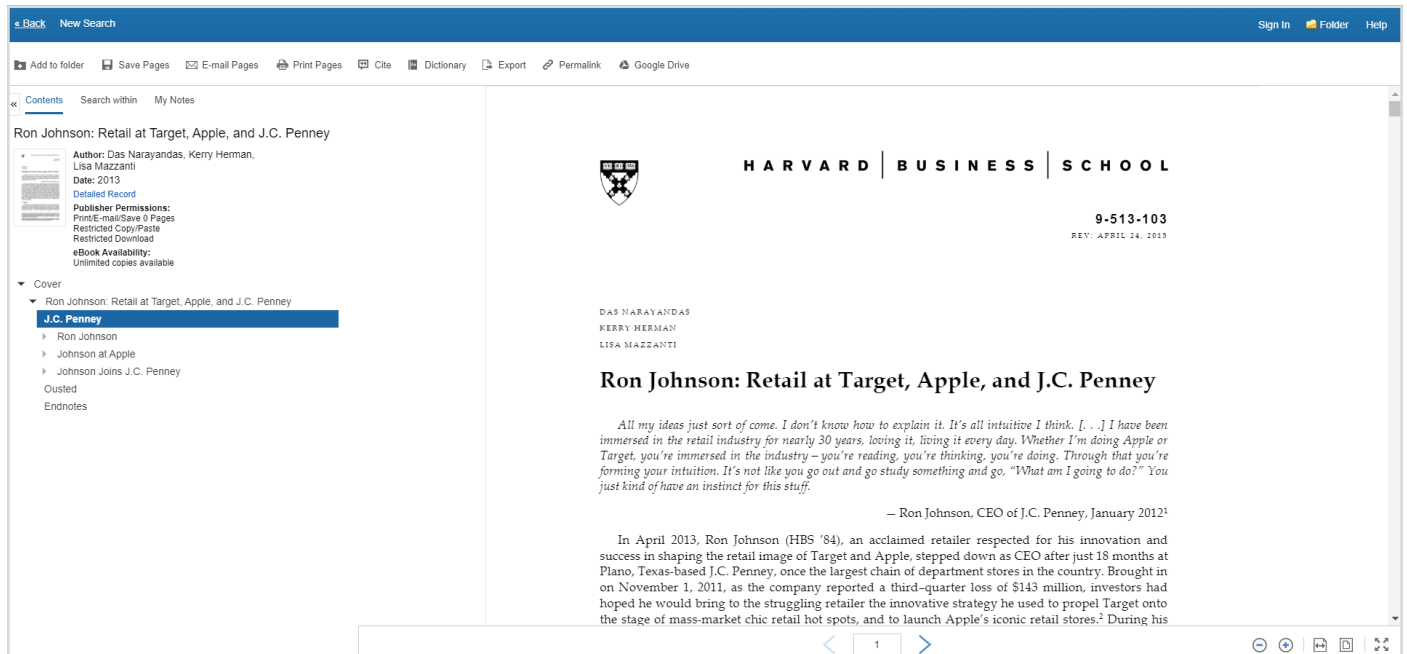 « Back New Search Sign In Folder Help
Add to folder Save Pages E-mail Pages Print Pages Cite Dictionary Export Permalink Google Drive
« Contents Search within My Notes
Ron Johnson: Retail at Target, Apple, and J.C. Penney
Author: Das Narayandas, Kerry Herman,
Lisa Mazzanti
Date: 2013
Detailed Record
Publisher Permissions:
Print/E-mail/Save 0 Pages
Restricted Copy/Paste
Restricted Download
eBook Availability:
Unlimited copies available
Cover
Ron Johnson: Retail at Target, Apple, and J.C. Penney
J.C. Penney
Ron Johnson
Johnson at Apple
Johnson Joins J.C. Penney
Ousted
Endnotes
HARVARD | BUSINESS | SCHOOL
9-513-103
REV: APRIL 24, 2015
DAS NARAYANDAS
KERRY HERMAN
LISA MAZZANTI
Ron Johnson: Retail at Target, Apple, and J.C. Penney
All my ideas just sort of come. I don't know how to explain it. It's all intuitive I think. [. . .] I have been
immersed in the retail industry for nearly 30 years, loving it, living it every day. Whether I'm doing Apple or
Target, you're immersed in the industry—you're reading, you're thinking, you're doing. Through that you're
forming your intuition. It's not like you go out and go study something and go, "What am I going to do?" You
just kind of have an instinct for this stuff.
— Ron Johnson, CEO of J.C. Penney, January 2012¹
In April 2013, Ron Johnson (HBS '84), an acclaimed retailer respected for his innovation and
success in shaping the retail image of Target and Apple, stepped down as CEO after just 18 months at
Plano, Texas-based J.C. Penney, once the largest chain of department stores in the country. Brought in
on November 1, 2011, as the company reported a third-quarter loss of $143 million, investors had
hoped he would bring to the struggling retailer the innovative strategy he used to propel Target onto
the stage of mass-market chic retail hot spots, and to launch Apple's iconic retail stores.² During his
1